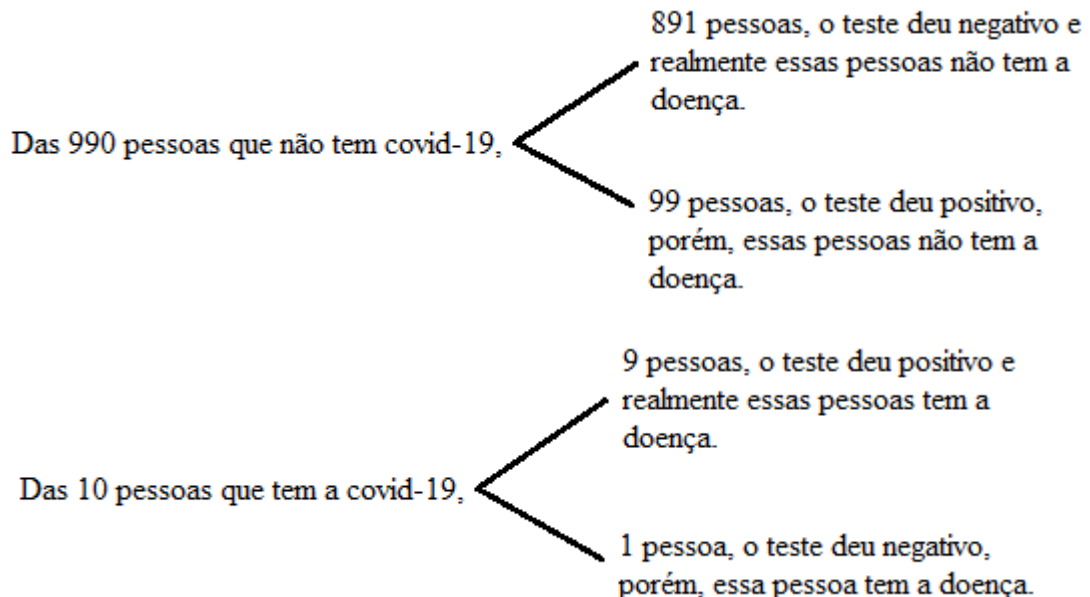 891 pessoas, o teste deu negativo e
realmente essas pessoas não tem a
doença.
Das 990 pessoas que não tem covid-19,
99 pessoas, o teste deu positivo,
porém, essas pessoas não tem a
doença.
9 pessoas, o teste deu positivo e
realmente essas pessoas tem a
doença.
Das 10 pessoas que tem a covid-19,
1 pessoa, o teste deu negativo,
porém, essa pessoa tem a doença.